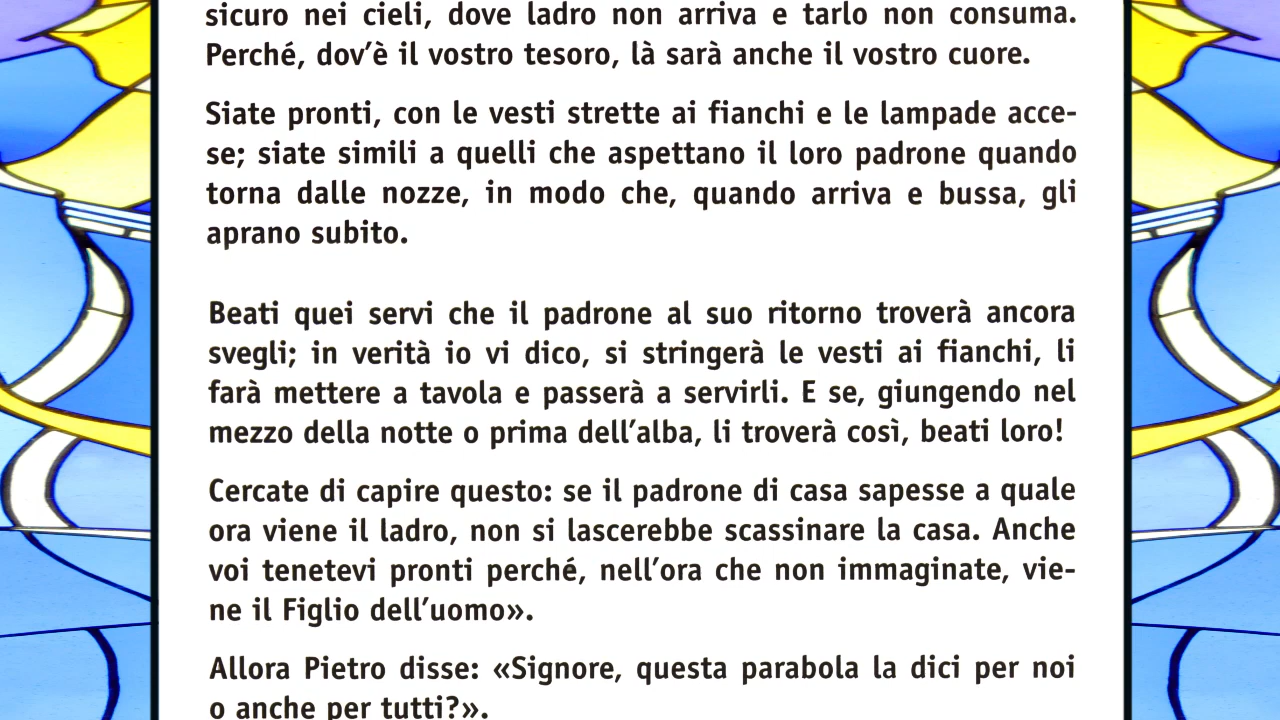 sicuro nei cieli, dove ladro non arriva e tarlo non consuma.
Perché, dov’è il vostro tesoro, là sarà anche il vostro cuore.
Siate pronti, con le vesti strette ai fianchi e le lampade acce-
se; siate simili a quelli che aspettano il loro padrone quando
torna dalle nozze, in modo che, quando arriva e bussa, gli
aprano subito.
Beati quei servi che il padrone al suo ritorno troverà ancora
svegli; in verità io vi dico, si stringerà le vesti ai fianchi, li
farà mettere a tavola e passerà a servirli. E se, giungendo nel
mezzo della notte o prima dell’alba, li troverà così, beati loro!
Cercate di capire questo: se il padrone di casa sapesse a quale
ora viene il ladro, non si lascerebbe scassinare la casa. Anche
voi tenetevi pronti perché, nell’ora che non immaginate, vie-
ne il Figlio dell’uomo».
Allora Pietro disse: «Signore, questa parabola la dici per noi
o anche per tutti?».